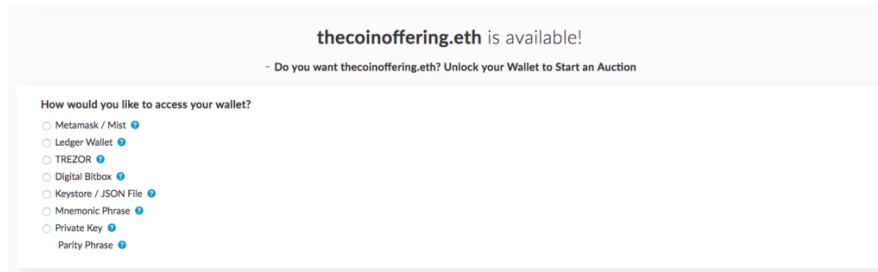 thecoinoffering.eth is available!
- Do you want thecoinoffering.eth? Unlock your Wallet to Start an Auction
How would you like to access your wallet?
Metamask / Mist ?
Ledger Wallet ?
TREZOR ?
Digital Bitbox ?
Keystore / JSON File ?
Mnemonic Phrase ?
Private Key ?
Parity Phrase ?